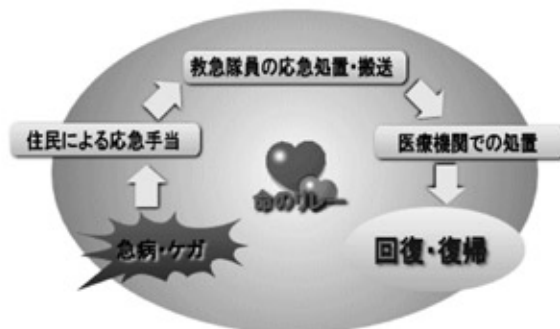 救急隊員の応急処置・搬送
住民による応急手当
医療機関での処置
命のリレー
急病・ケガ
回復・復帰